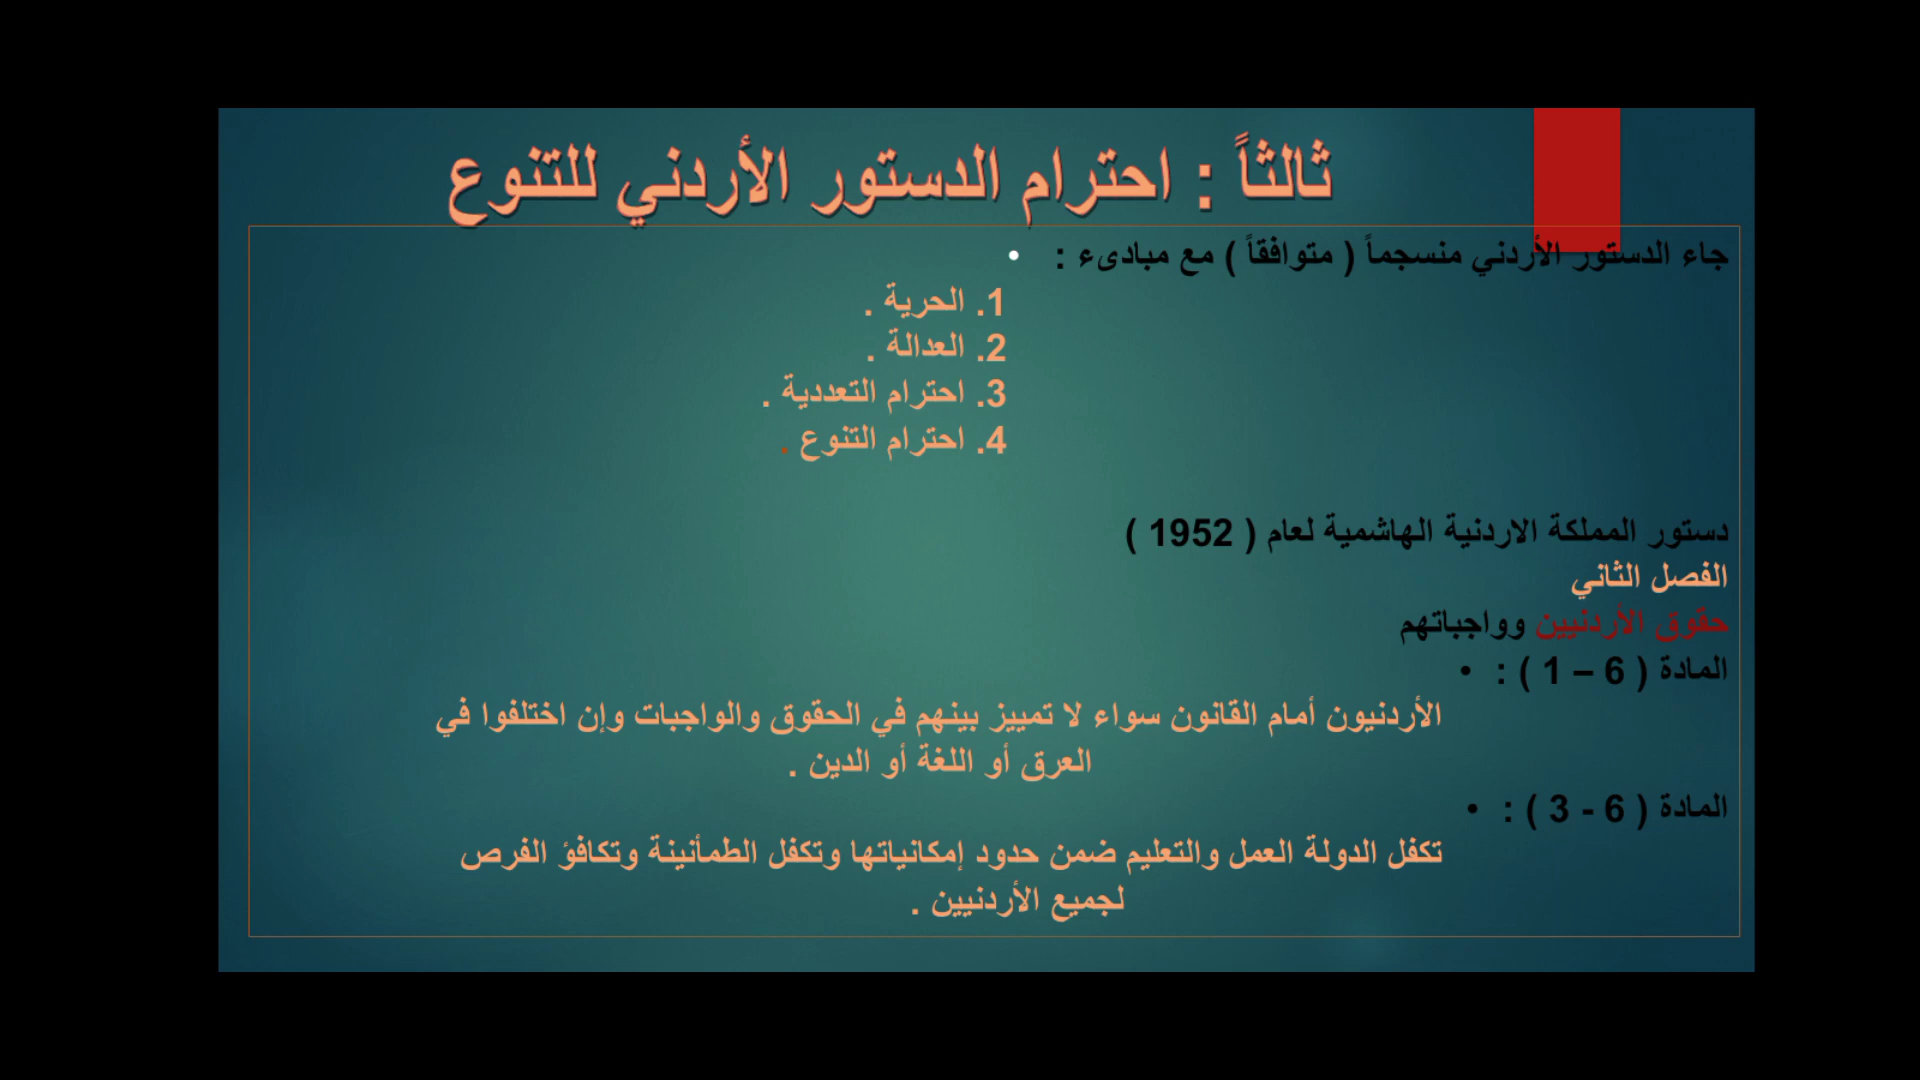 ثالثاً : احترام الدستور الأردني للتنوع
جاء الدستور الأردني منسجماً ( متوافقاً ) مع مبادىء : •
1. الحرية .
2. العدالة .
3. احترام التعددية .
4. احترام التنوع .
دستور المملكة الاردنية الهاشمية لعام ( 1952 )
الفصل الثاني
حقوق الأردنيين وواجباتهم
المادة ( 6 – 1 ) : •
الأردنيون أمام القانون سواء لا تمييز بينهم في الحقوق والواجبات وإن اختلفوا في
العرق أو اللغة أو الدين .
المادة ( 6 - 3 ) : •
تكفل الدولة العمل والتعليم ضمن حدود إمكانياتها وتكفل الطمأنينة وتكافؤ الفرص
لجميع الأردنيين .